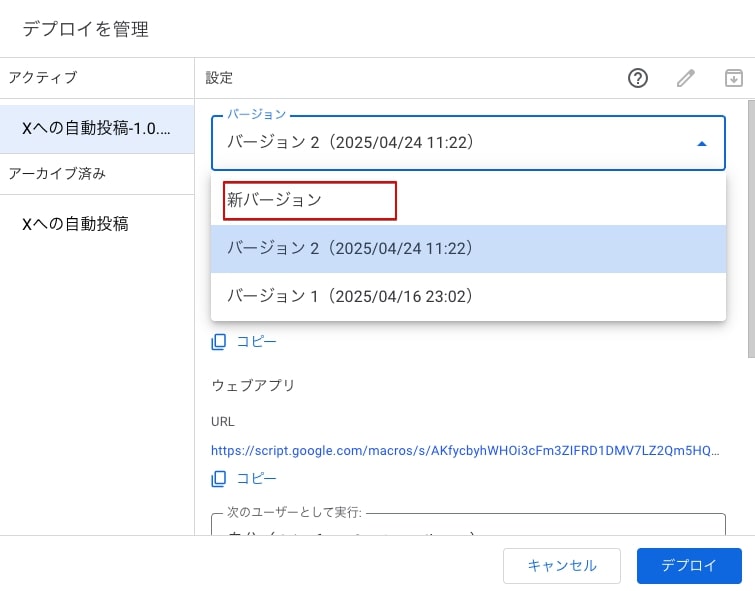 デプロイを管理
アクティブ
設定
Xへの自動投稿-1.0....
バージョン
バージョン 2（2025/04/24 11:22）
アーカイブ済み
新バージョン
Xへの自動投稿
バージョン 2（2025/04/24 11:22）
バージョン 1（2025/04/16 23:02）
コピー
ウェブアプリ
URL
https://script.google.com/macros/s/AKfycbyhWHOi3cFm3ZIFRD1DMV7LZ2Qm5HQ...
コピー
次のユーザーとして実行:
キャンセル
デプロイ